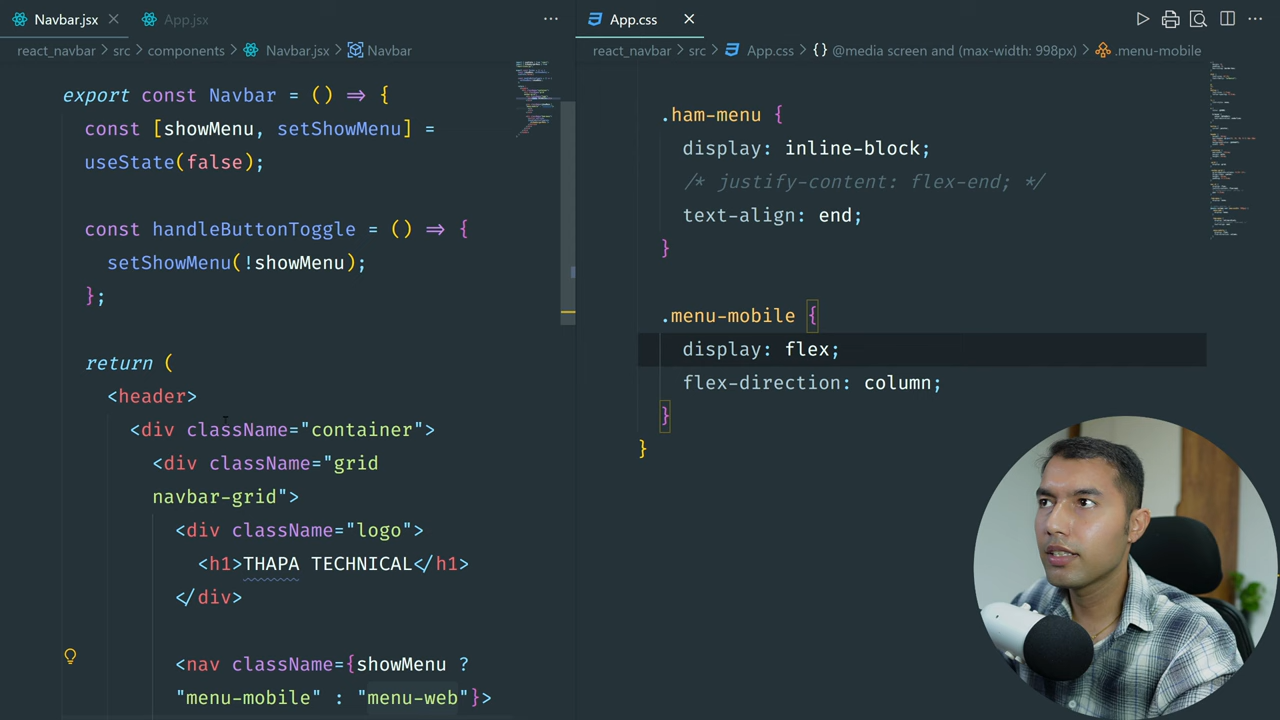 Navbar.jsx
App.jsx
react_navbar > src > components > Navbar.jsx > Navbar
export const Navbar = () => {
const [showMenu, setShowMenu] =
useState(false);
const handleButtonToggle = () => {
setShowMenu(!showMenu);
};
return (
<header>
<div className="container">
<div className="grid
navbar-grid">
<div className="logo">
<h1>THAPA TECHNICAL</h1>
</div>
<nav className={showMenu ?
"menu-mobile" : "menu-web"}>
App.css
react_navbar > src > App.css > {} @media screen and (max-width: 998px) > .menu-mobile
.ham-menu {
display: inline-block;
/* justify-content: flex-end; */
text-align: end;
}
.menu-mobile {
display: flex;
flex-direction: column;
}
}